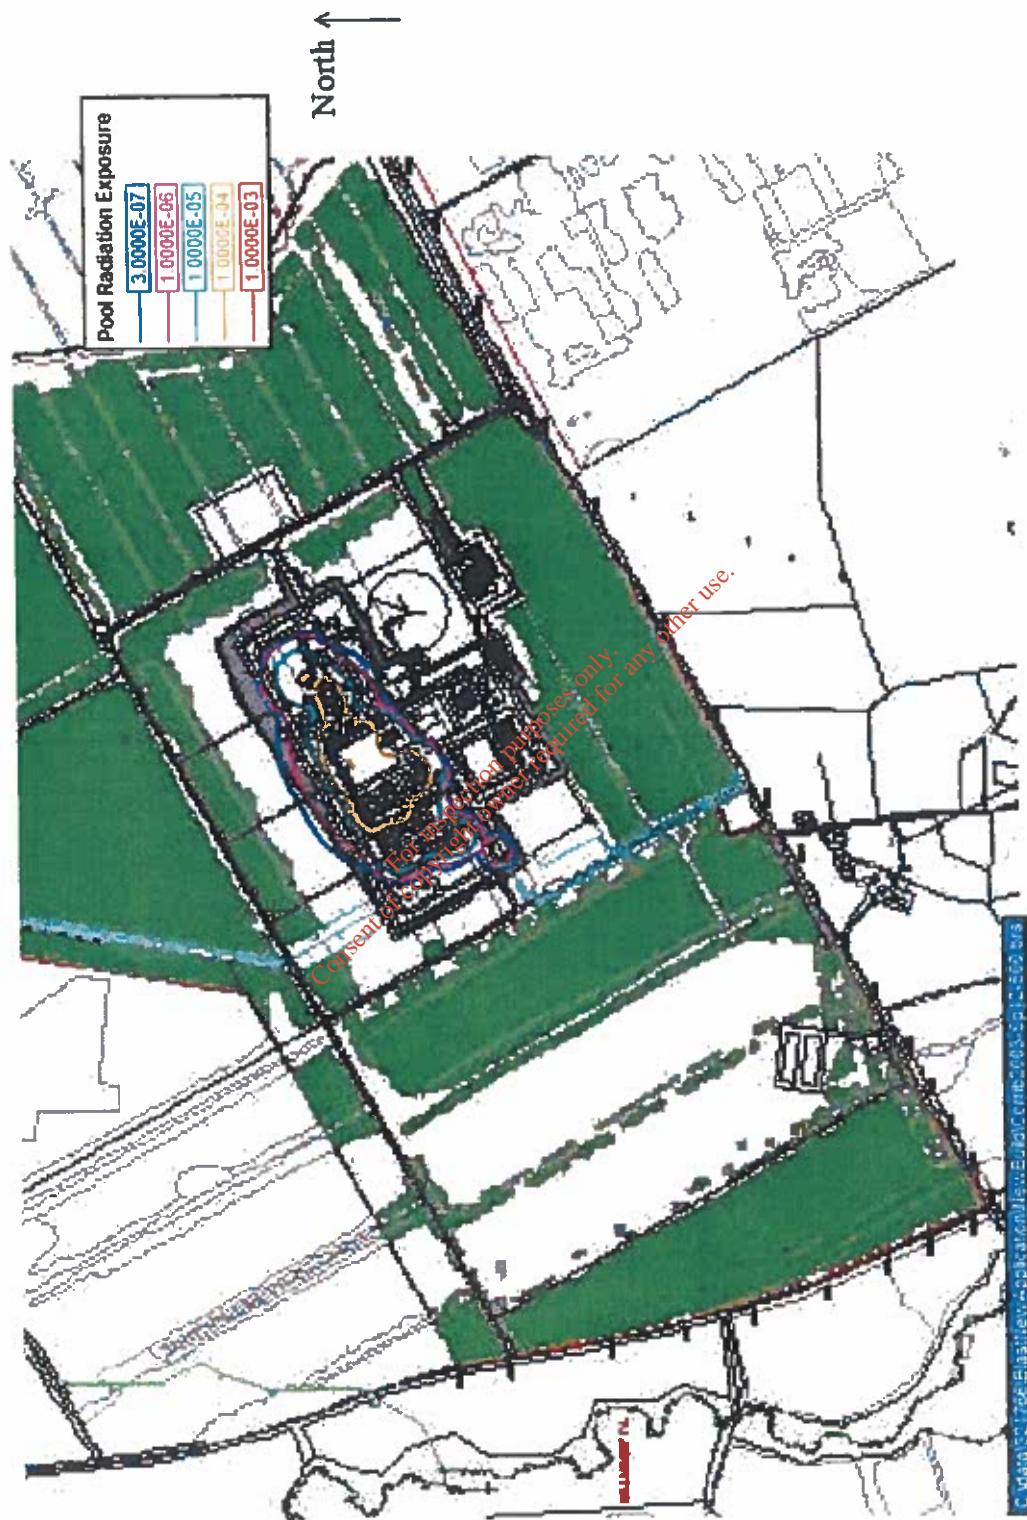 North
Pool Radiation Exposure
3.0000E-07
1.0000E-06
1.0000E-05
1.0000E-04
1.0000E-03
For inspection purposes only.
Consent of copyright owner required for any other use.